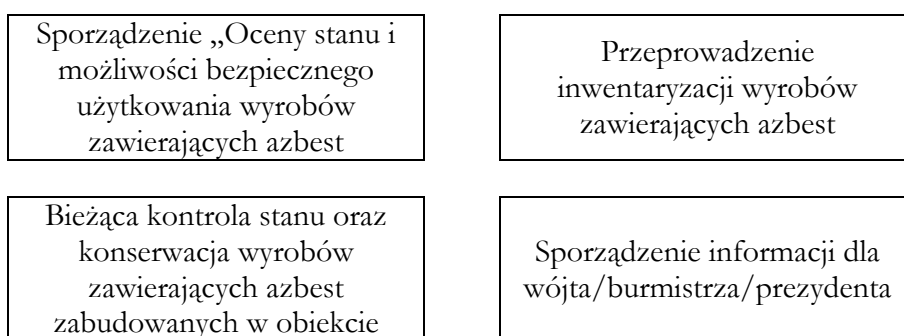 Sporządzenie „Oceny stanu i
możliwości bezpiecznego
użytkowania wyrobów
zawierających azbest
Przeprowadzenie
inwentaryzacji wyrobów
zawierających azbest
Bieżąca kontrola stanu oraz
konserwacja wyrobów
zawierających azbest
zabudowanych w obiekcie
Sporządzenie informacji dla
wójta/burmistrza/prezydenta